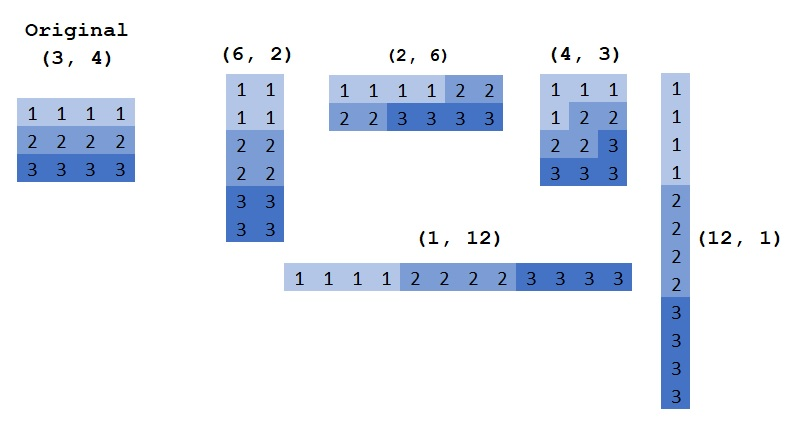 Original
(3, 4)
1 1 1 1
2 2 2 2
3 3 3 3
(6, 2)
1 1
1 1
2 2
2 2
3 3
3 3
(2, 6)
1 1 1 1 2 2
2 2 3 3 3 3
(4, 3)
1 1 1
1 2 2
2 2 3
3 3 3
(1, 12)
1 1 1 1 2 2 2 2 3 3 3 3
1
1
1
1
2
2
2
2
3
3
3
3
(12, 1)